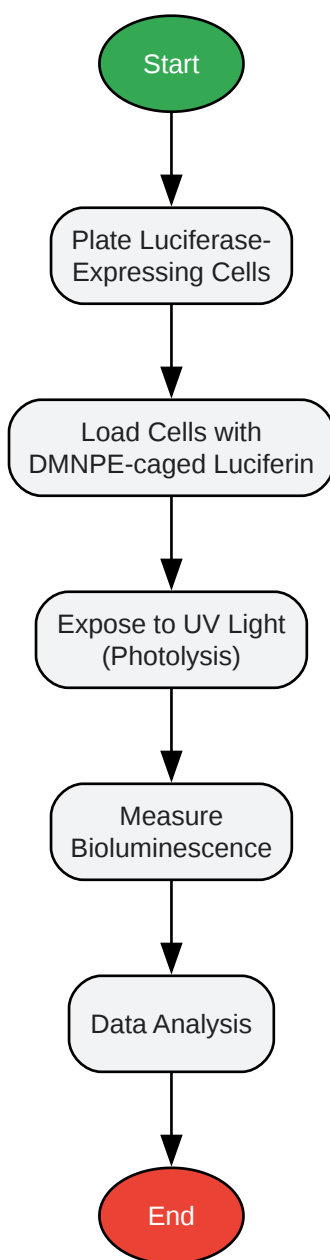 Start
Plate Luciferase-
Expressing Cells
Load Cells with
DMNPE-caged Luciferin
Expose to UV Light
(Photolysis)
Measure
Bioluminescence
Data Analysis
End